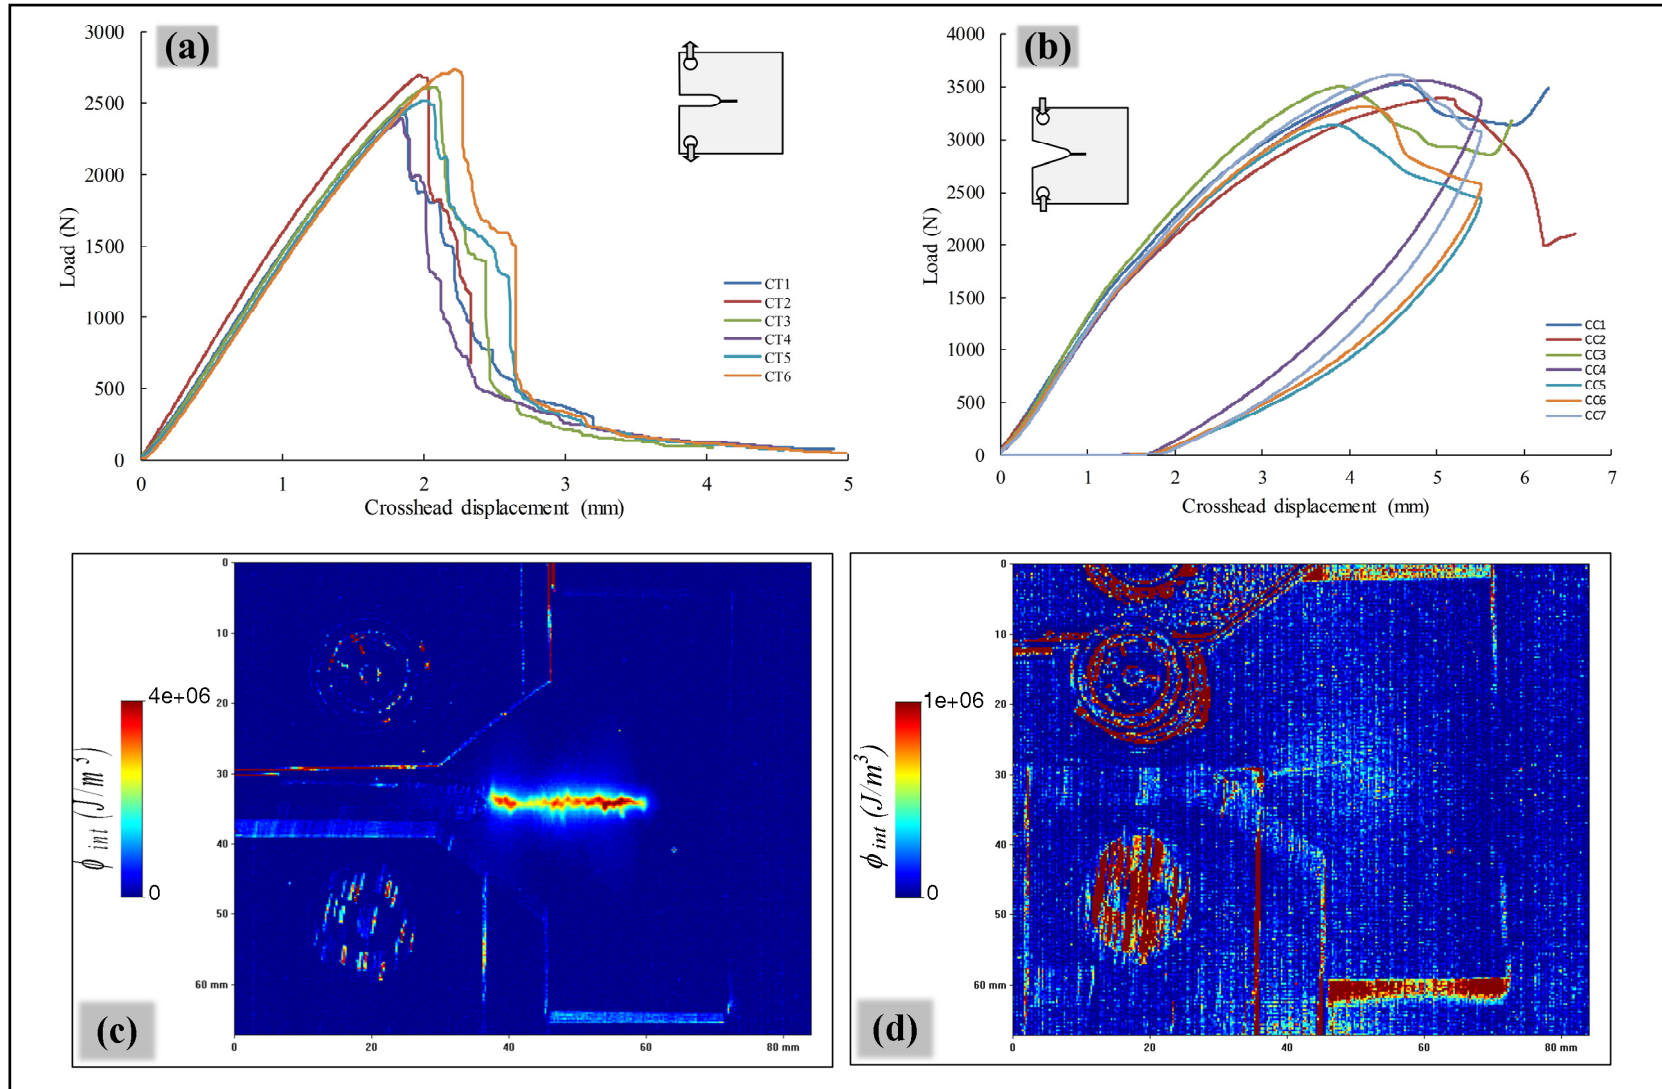 (a)
3000
2500
2000
1500
1000
500
0
Load (N)
0 1 2 3 4 5
Crosshead displacement (mm)
CT1
CT2
CT3
CT4
CT5
CT6
(b)
4000
3500
3000
2500
2000
1500
1000
500
0
Load (N)
0 1 2 3 4 5 6 7
Crosshead displacement (mm)
CC1
CC2
CC3
CC4
CC5
CC6
CC7
4e+06
0
ϕ int (J/m³)
0
10
20
30
40
50
60 mm
0 20 40 60 80 mm
(c)
1e+06
0
ϕ int (J/m³)
0
10
20
30
40
50
60 mm
0 20 40 60 80 mm
(d)